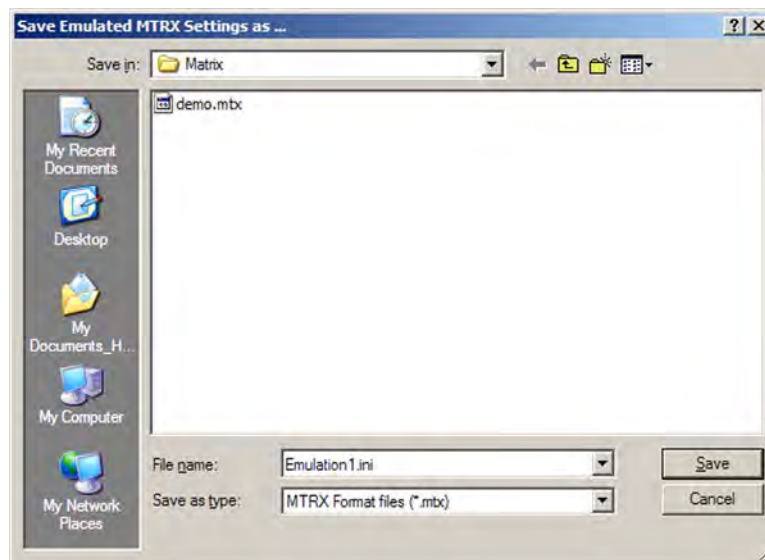 Save Emulated MTRX Settings as ...
Save in: Matrix
demo.mtx
My Recent
Documents
Desktop
My
Documents_H...
My Computer
My Network
Places
File name: Emulation1.ini Save
Save as type: MTRX Format files (*.mtx) Cancel